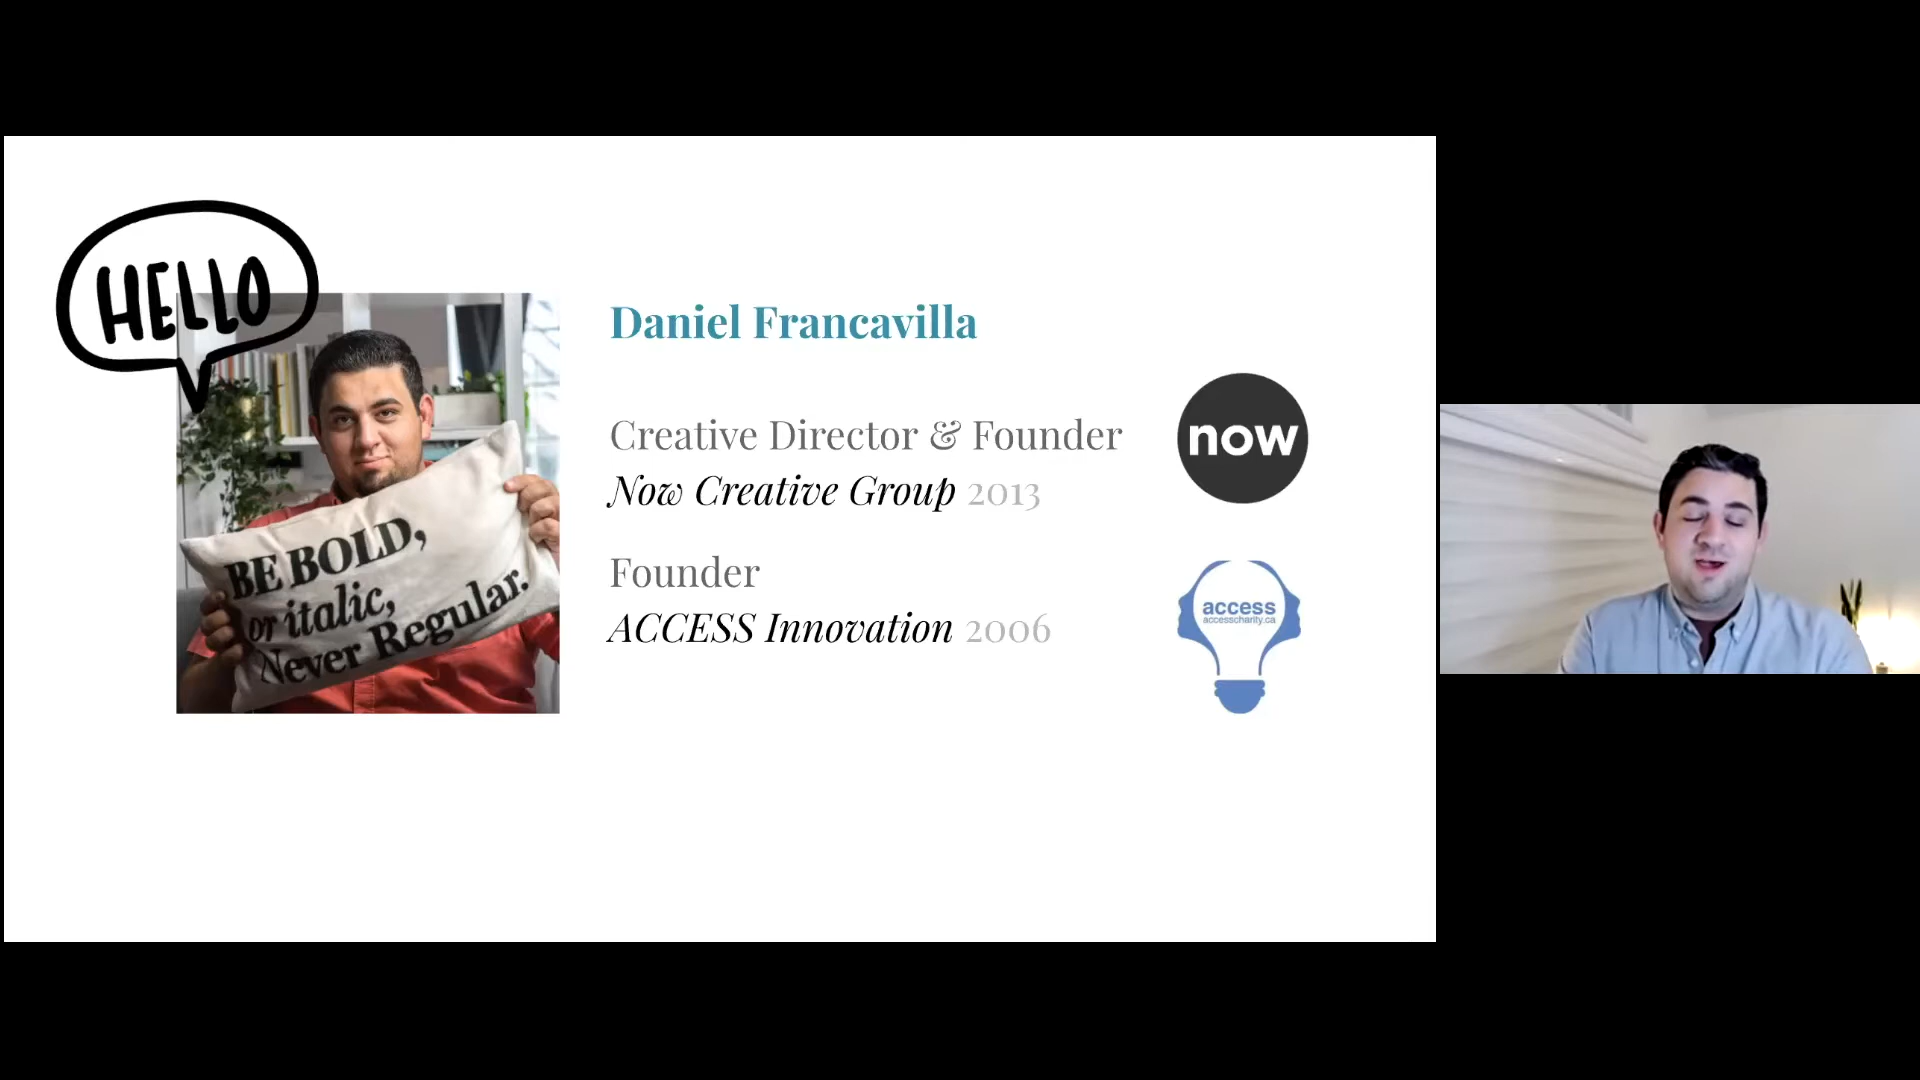 HELLO
Daniel Francavilla
Creative Director & Founder
Now Creative Group 2013
Founder
ACCESS Innovation 2006
BE BOLD,
or italic,
Never Regular.
now
access
accesscharity.ca